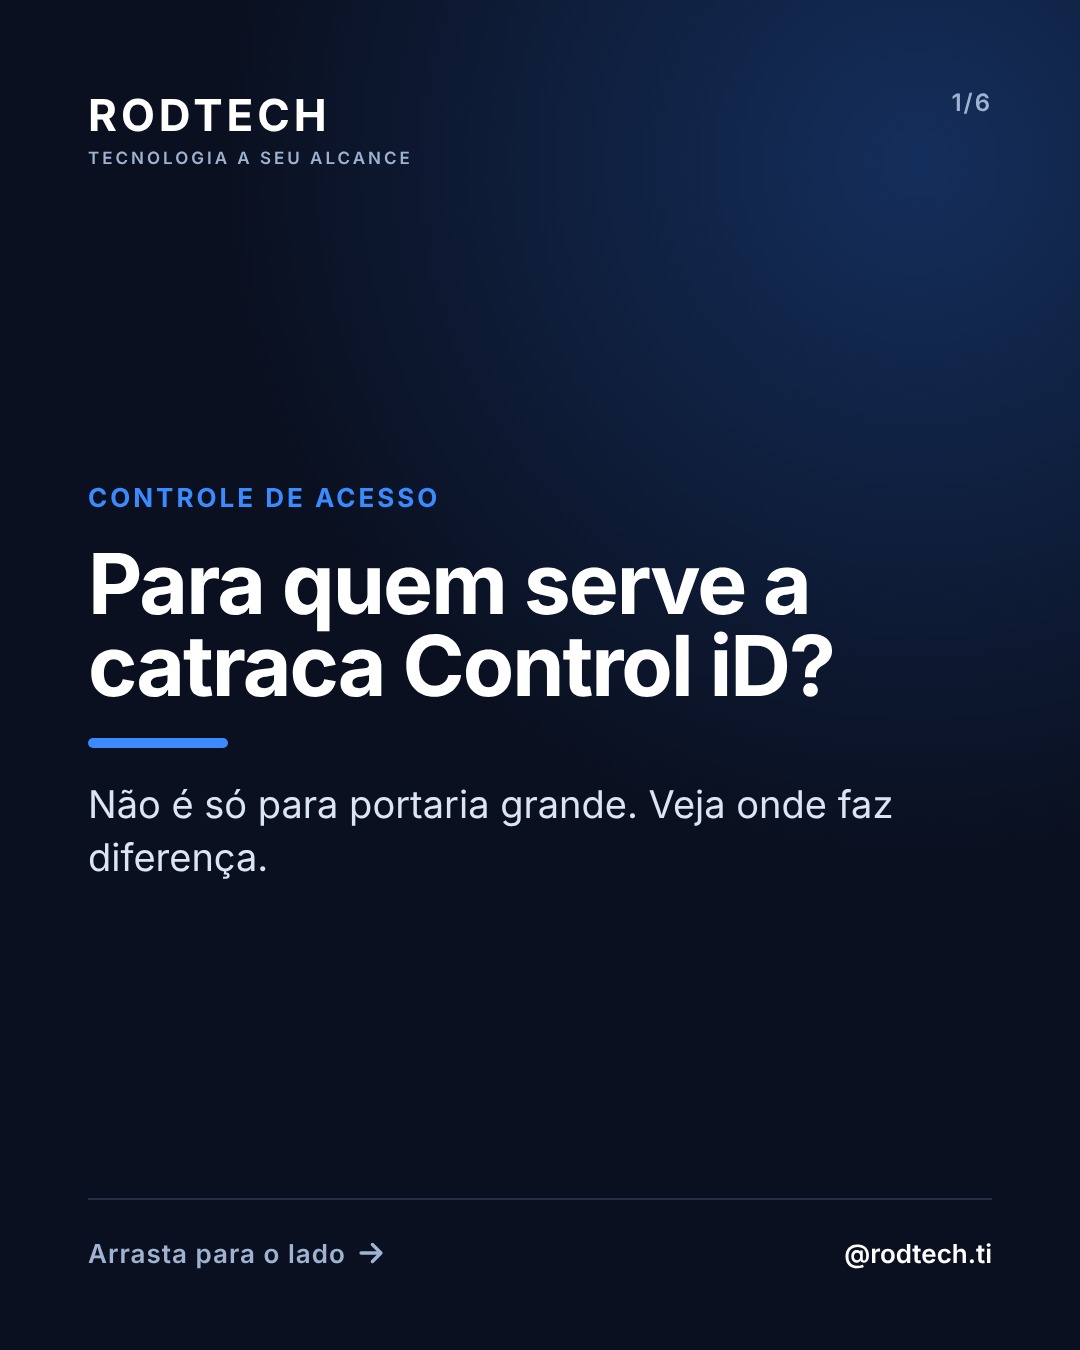 RODTECH
TECNOLOGIA A SEU ALCANCE
1/6
CONTROLE DE ACESSO
Para quem serve a
catraca Control iD?
Não é só para portaria grande. Veja onde faz
diferença.
Arrasta para o lado →
@rodtech.ti